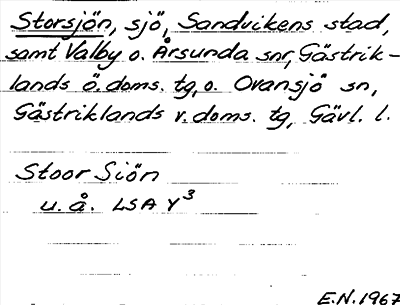 Storsjön, sjö, Sandvikens stad,
samt Valby o. Årsunda snr, Gästrik-
lands ö. doms. tg, o. Ovansjö sn,
Gästriklands v. doms. tg, Gävl. l.
Stoor Siön
u. å. LSA Y³
E.N. 1967